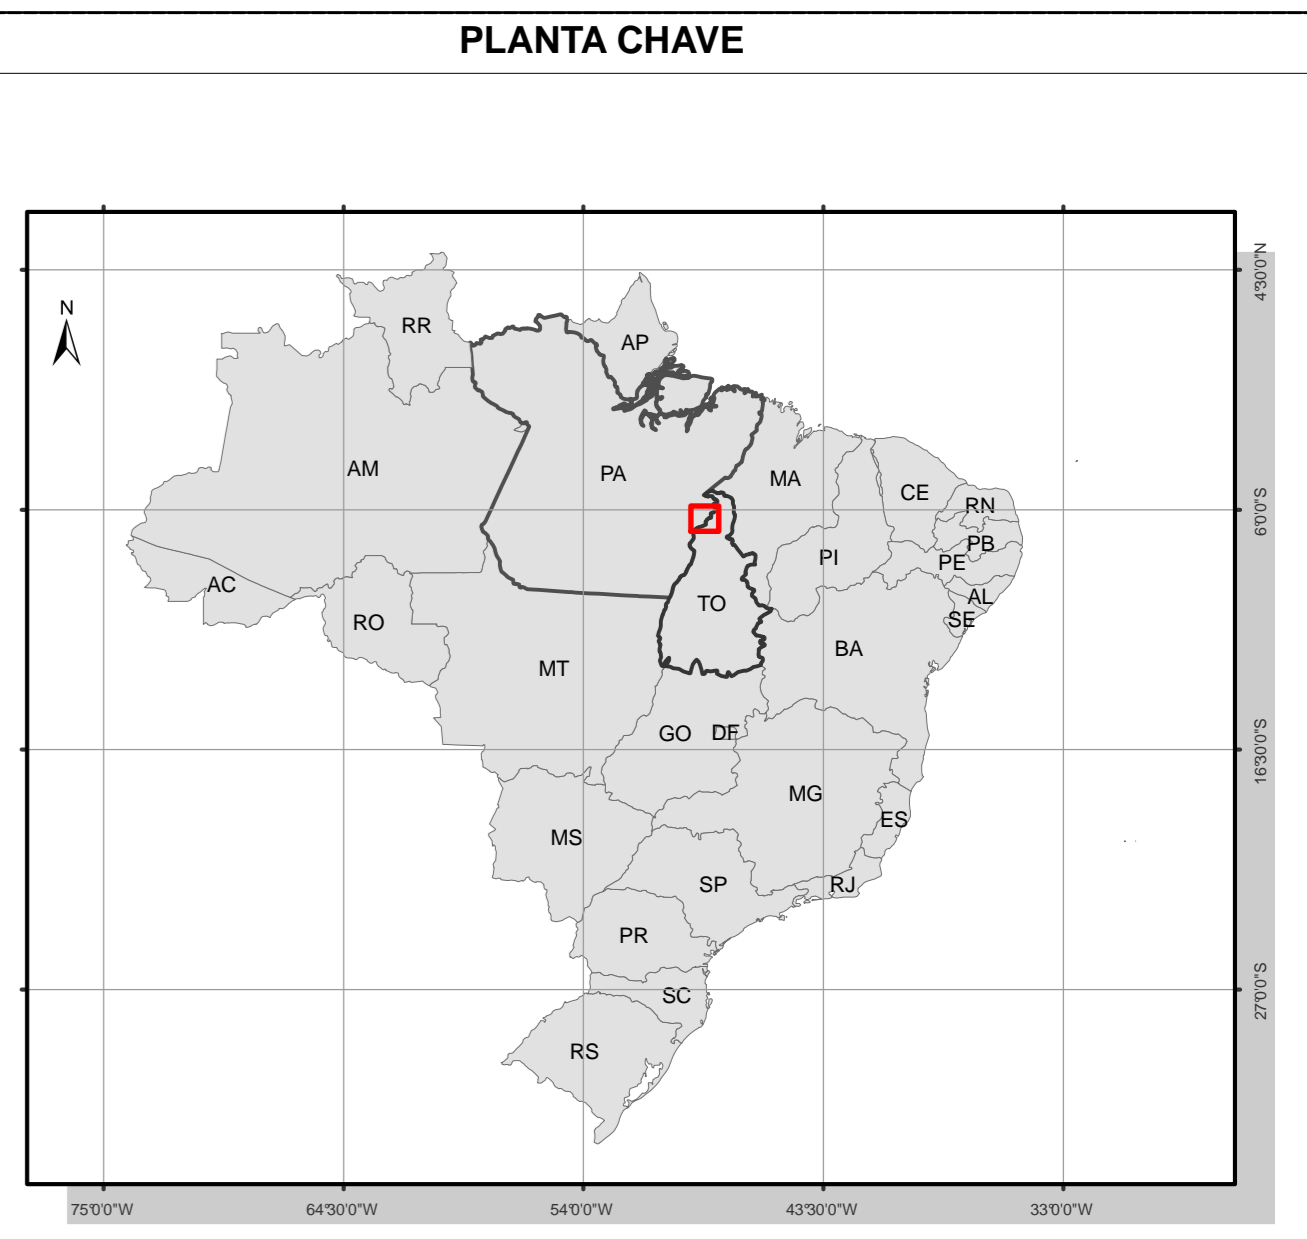 PLANTA CHAVE
4°30'0"N
N
RR
AP
AM
PA
MA
CE
RN
6°0'0"S
PB
PI
PE
AC
AL
TO
SE
RO
BA
MT
GO
DF
16°30'0"S
MG
ES
MS
SP
RJ
PR
27°0'0"S
SC
RS
75°0'0"W
64°30'0"W
54°0'0"W
43°30'0"W
33°0'0"W